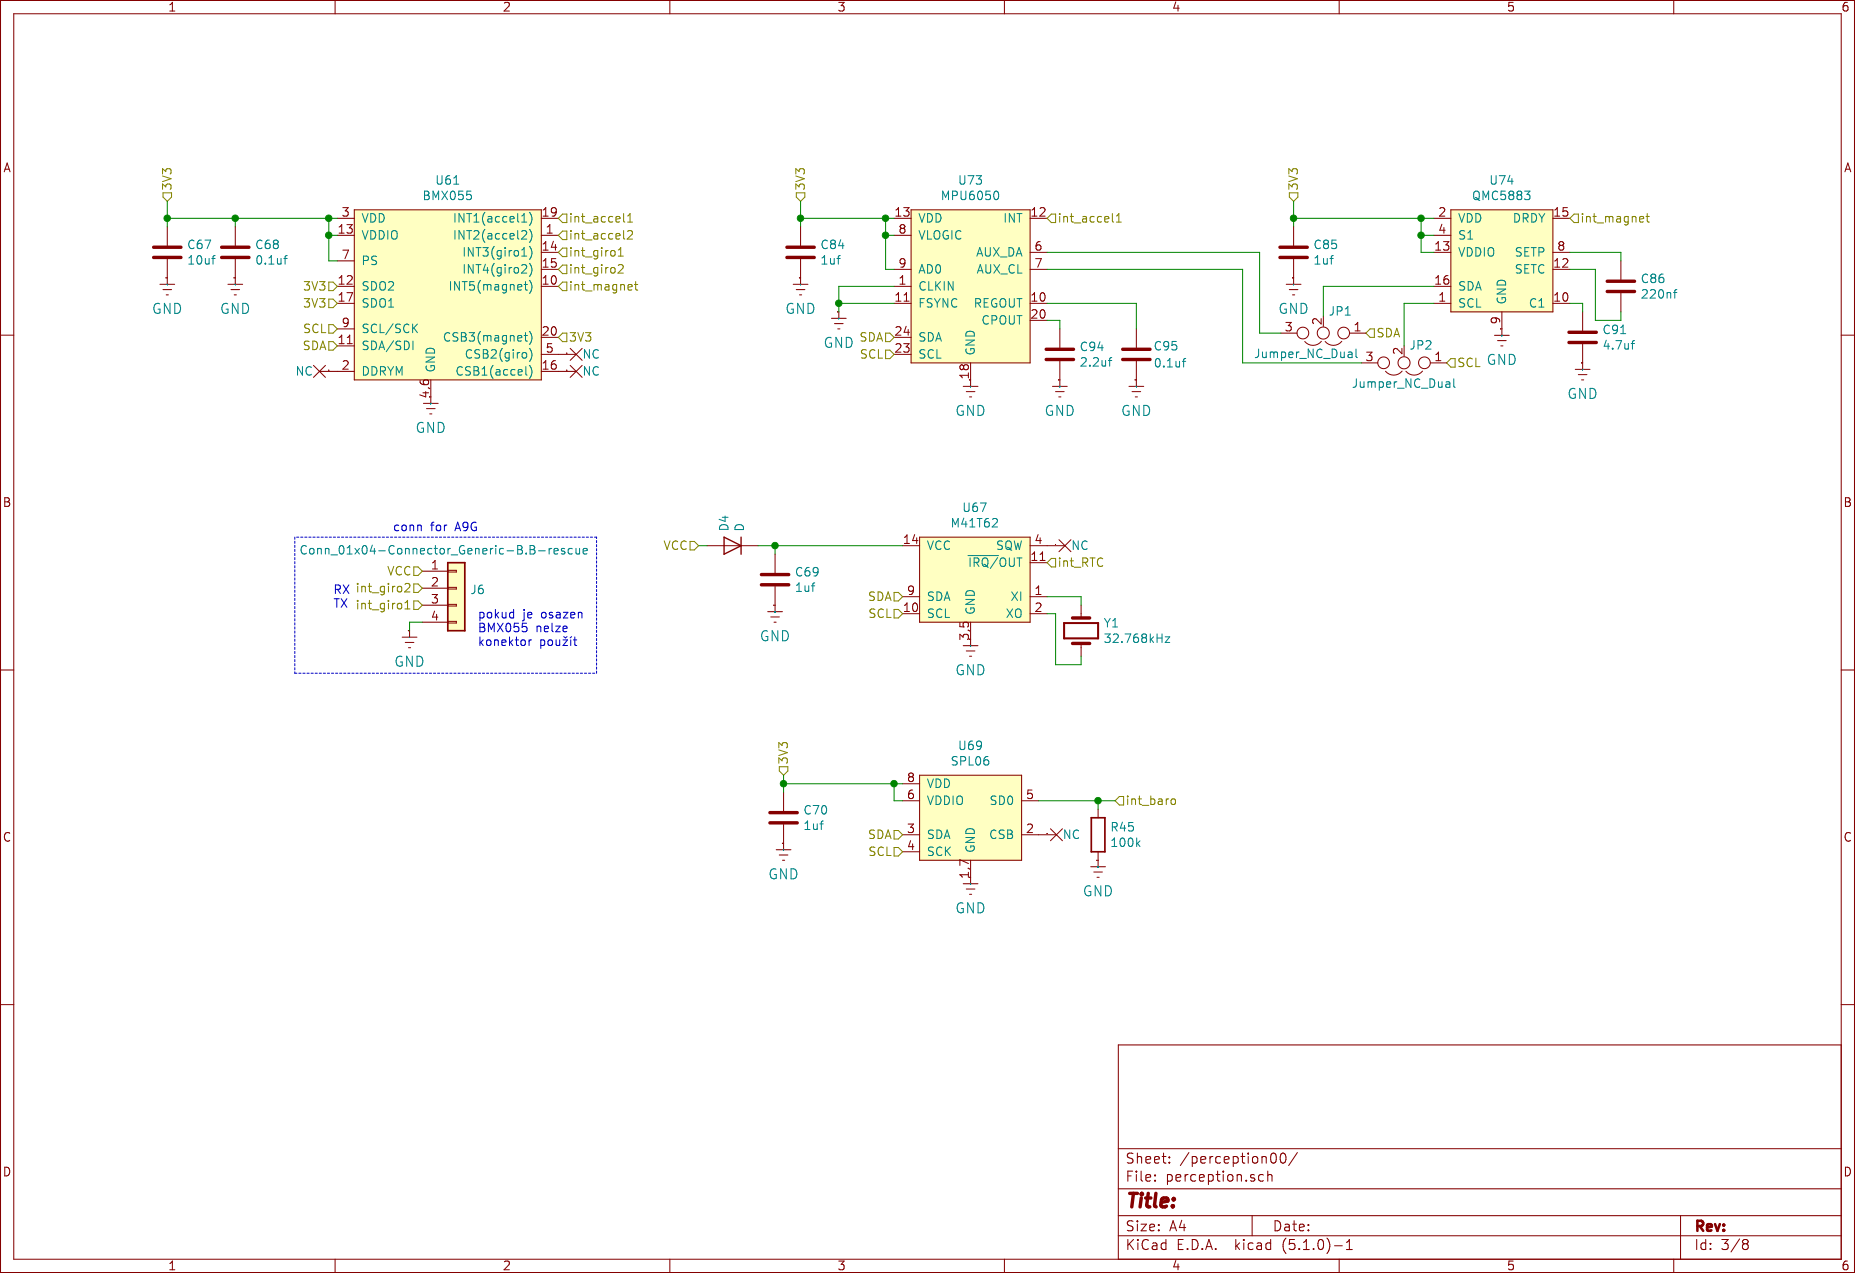 1 2 3 4 5 6
A A
B B
C C
D D
3V3
U61
BMX055
3 VDD
13 VDDIO
7 PS
3V3 12 SDO2
3V3 17 SDO1
SCL 9 SCL/SCK
SDA 11 SDA/SDI
NC 2 DDRYM
INT1(accel1) 19 int_accel1
INT2(accel2) 1 int_accel2
INT3(giro1) 14 int_giro1
INT4(giro2) 15 int_giro2
INT5(magnet) 10 int_magnet
CSB3(magnet) 20 3V3
CSB2(giro) 5 NC
CSB1(accel) 16 NC
GND
4,6
GND
C67
10uf
GND
C68
0.1uf
GND
3V3
U73
MPU6050
13 VDD
8 VLOGIC
9 AD0
1 CLKIN
11 FSYNC
SDA 24 SDA
SCL 23 SCL
INT 12 int_accel1
AUX_DA 6
AUX_CL 7
REGOUT 10
CPOUT 20
GND
18
GND
C84
1uf
GND
GND
C94
2.2uf
GND
C95
0.1uf
GND
3V3
U74
QMC5883
2 VDD
4 S1
13 VDDIO
16 SDA
1 SCL
DRDY 15 int_magnet
SETP 8
SETC 12
C1 10
GND
9
GND
C85
1uf
GND
C86
220nf
C91
4.7uf
GND
JP1
3 2 1 SDA
Jumper_NC_Dual
JP2
3 2 1 SCL
Jumper_NC_Dual
conn for A9G
Conn_01x04-Connector_Generic-B.B-rescue
VCC 1
RX int_giro2 2
TX int_giro1 3
4
J6
GND
pokud je osazen
BMX055 nelze
konektor použít
VCC
D4
D
C69
1uf
GND
U67
M41T62
14 VCC
SDA 9 SDA
SCL 10 SCL
SQW 4 NC
IRQ/OUT 11 int_RTC
XI 1
XO 2
GND
3,5
GND
Y1
32.768kHz
3V3
C70
1uf
GND
U69
SPL06
8 VDD
6 VDDIO
SDA 3 SDA
SCL 4 SCK
SDO 5 int_baro
CSB 2 NC
GND
1,7
GND
R45
100k
GND
Sheet: /perception00/
File: perception.sch
Title:
Size: A4 Date: Rev:
KiCad E.D.A. kicad (5.1.0)-1 Id: 3/8
1 2 3 4 5 6